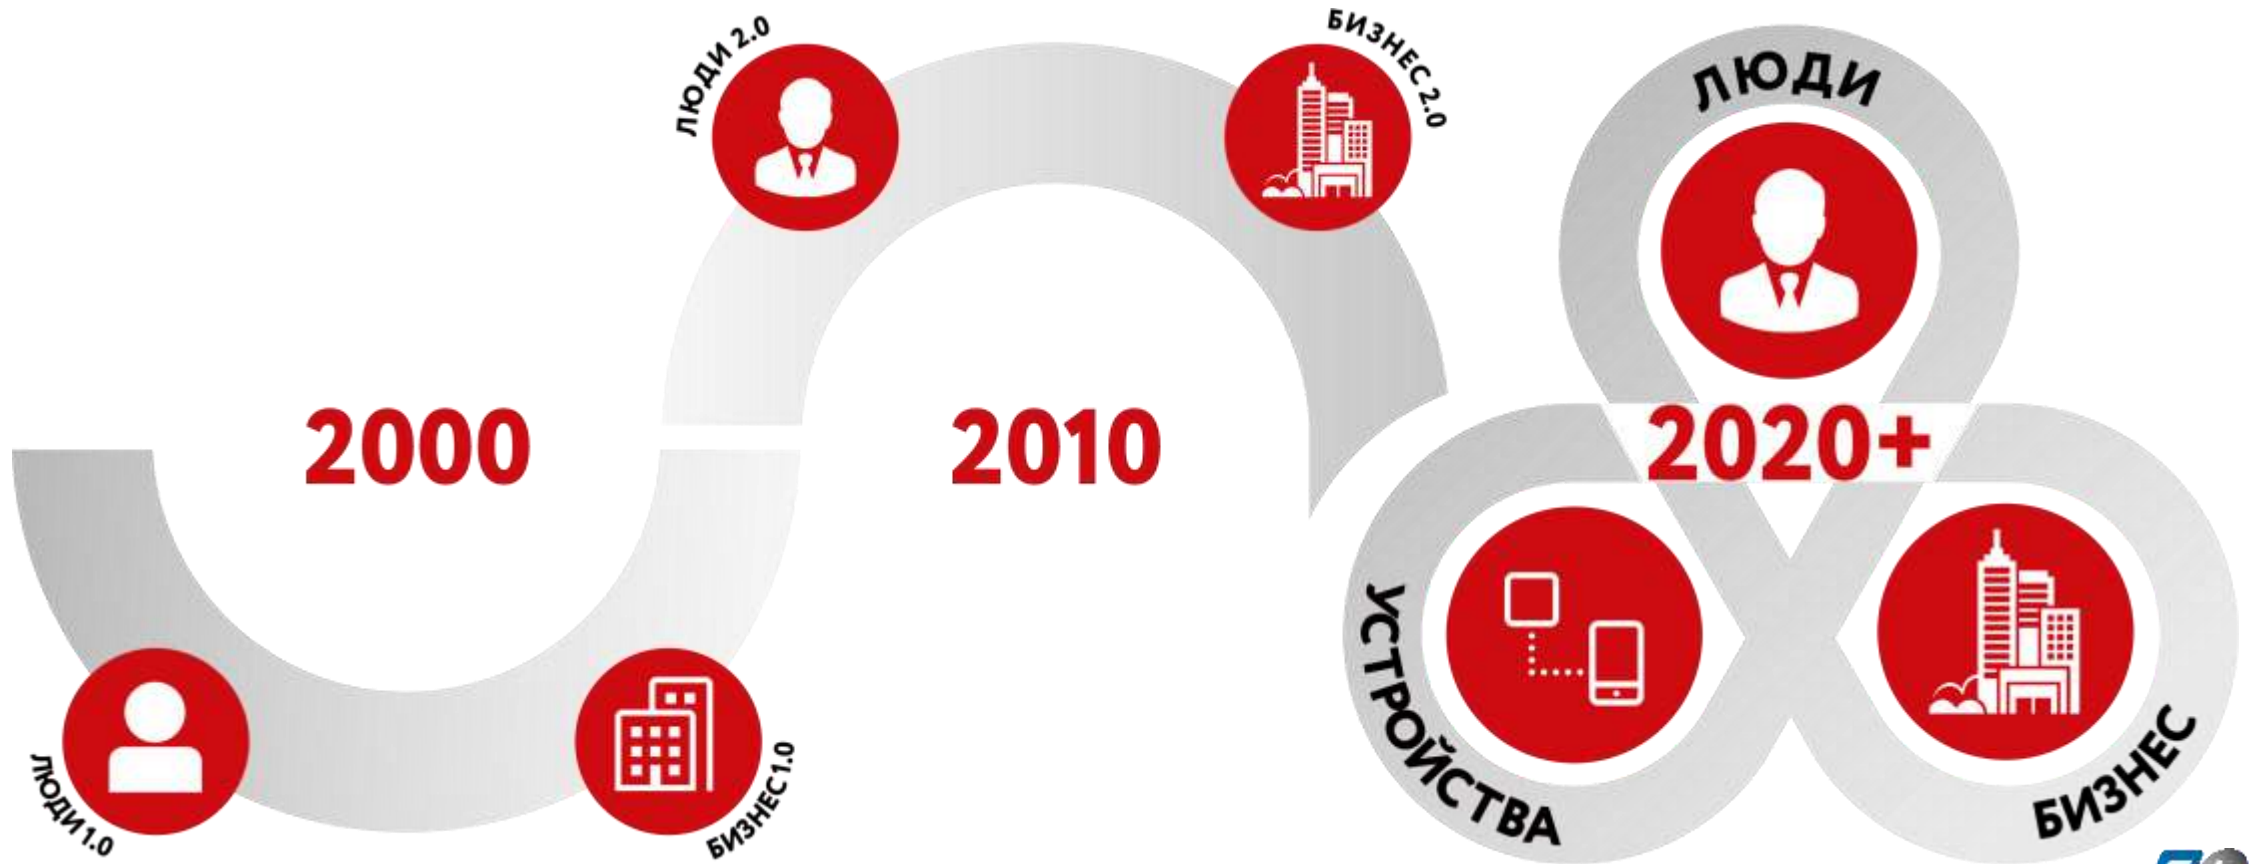 2000
ЛЮДИ 1.0
БИЗНЕС 1.0
ЛЮДИ 2.0
БИЗНЕС 2.0
2010
ЛЮДИ
2020+
УСТРОЙСТВА
БИЗНЕС